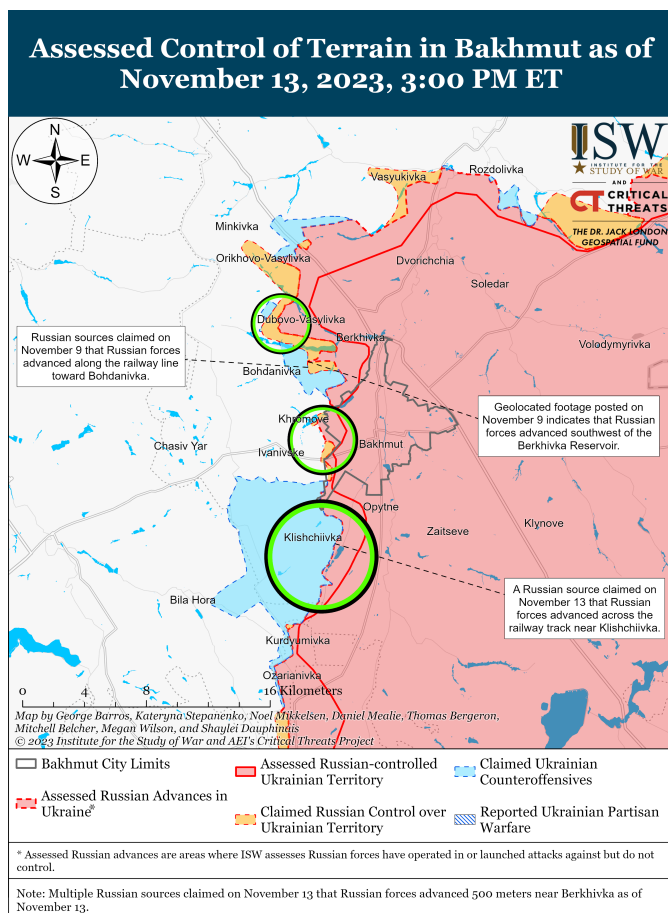 Assessed Control of Terrain in Bakhmut as of
November 13, 2023, 3:00 PM ET
N
W
E
S
ISW
INSTITUTE FOR THE
STUDY OF WAR
AND
CT CRITICAL
THREATS
THE DR. JACK LONDON
GEOSPATIAL FUND
Vasyukivka
Rozdolivka
Minkivka
Orikhovo-Vasylivka
Dvorichchia
Soledar
Dubovo-Vasylivka
Berkhivka
Volodymyrivka
Russian sources claimed on
November 9 that Russian forces
advanced along the railway line
toward Bohdanivka.
Bohdanivka
Geolocated footage posted on
November 9 indicates that Russian
forces advanced southwest of the
Berkhivka Reservoir.
Khromove
Chasiv Yar
Ivanivske
Bakhmut
Opytne
Klishchiivka
Zaitseve
Klynove
A Russian source claimed on
November 13 that Russian
forces advanced across the
railway track near Klishchiivka.
Bila Hora
Kurdyumivka
Ozarianivka
0
4
8
16 Kilometers
Map by George Barros, Kateryna Stepanenko, Noel Mikkelsen, Daniel Mealie, Thomas Bergeron,
Mitchell Belcher, Megan Wilson, and Shaylei Dauphinais
© 2023 Institute for the Study of War and AEI's Critical Threats Project
Bakhmut City Limits
Assessed Russian Advances in
Ukraine*
Assessed Russian-controlled
Ukrainian Territory
Claimed Russian Control over
Ukrainian Territory
Claimed Ukrainian
Counteroffensives
Reported Ukrainian Partisan
Warfare
* Assessed Russian advances are areas where ISW assesses Russian forces have operated in or launched attacks against but do not
control.
Note: Multiple Russian sources claimed on November 13 that Russian forces advanced 500 meters near Berkhivka as of
November 13.